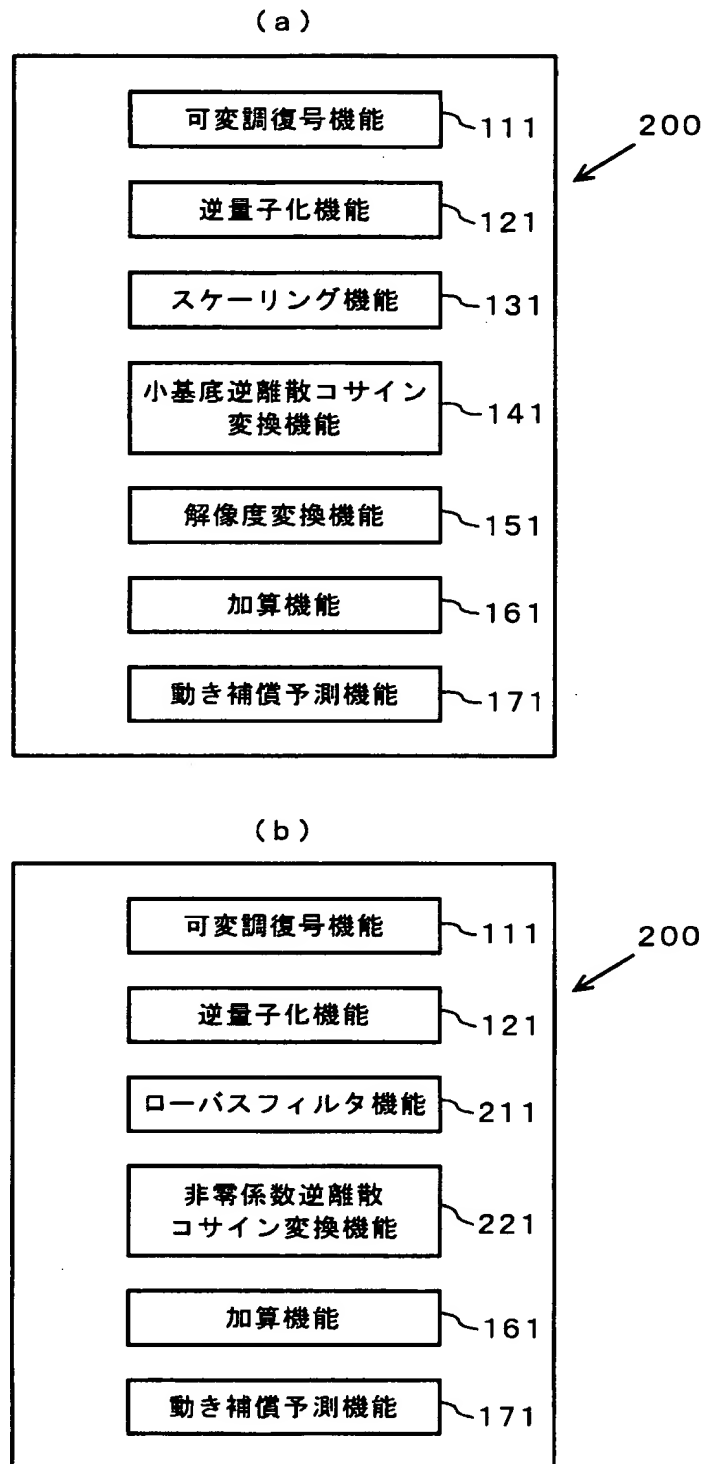 (a)
可変調復号機能 111
200
逆量子化機能 121
スケーリング機能 131
小基底逆離散コサイン
変換機能 141
解像度変換機能 151
加算機能 161
動き補償予測機能 171
(b)
可変調復号機能 111
200
逆量子化機能 121
ローバスフィルタ機能 211
非零係数逆離散
コサイン変換機能 221
加算機能 161
動き補償予測機能 171